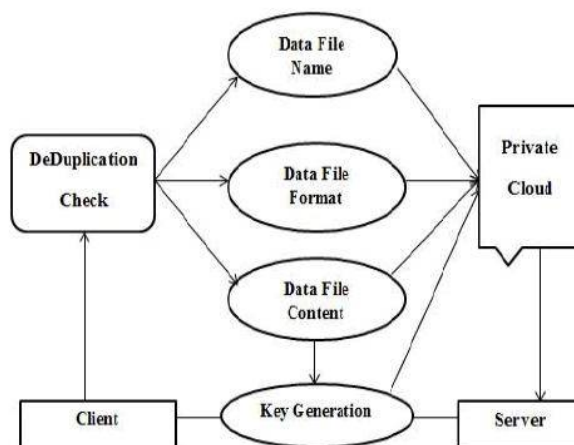 Data File
Name
DeDuplication
Check
Data File
Format
Private
Cloud
Data File
Content
Client
Key Generation
Server